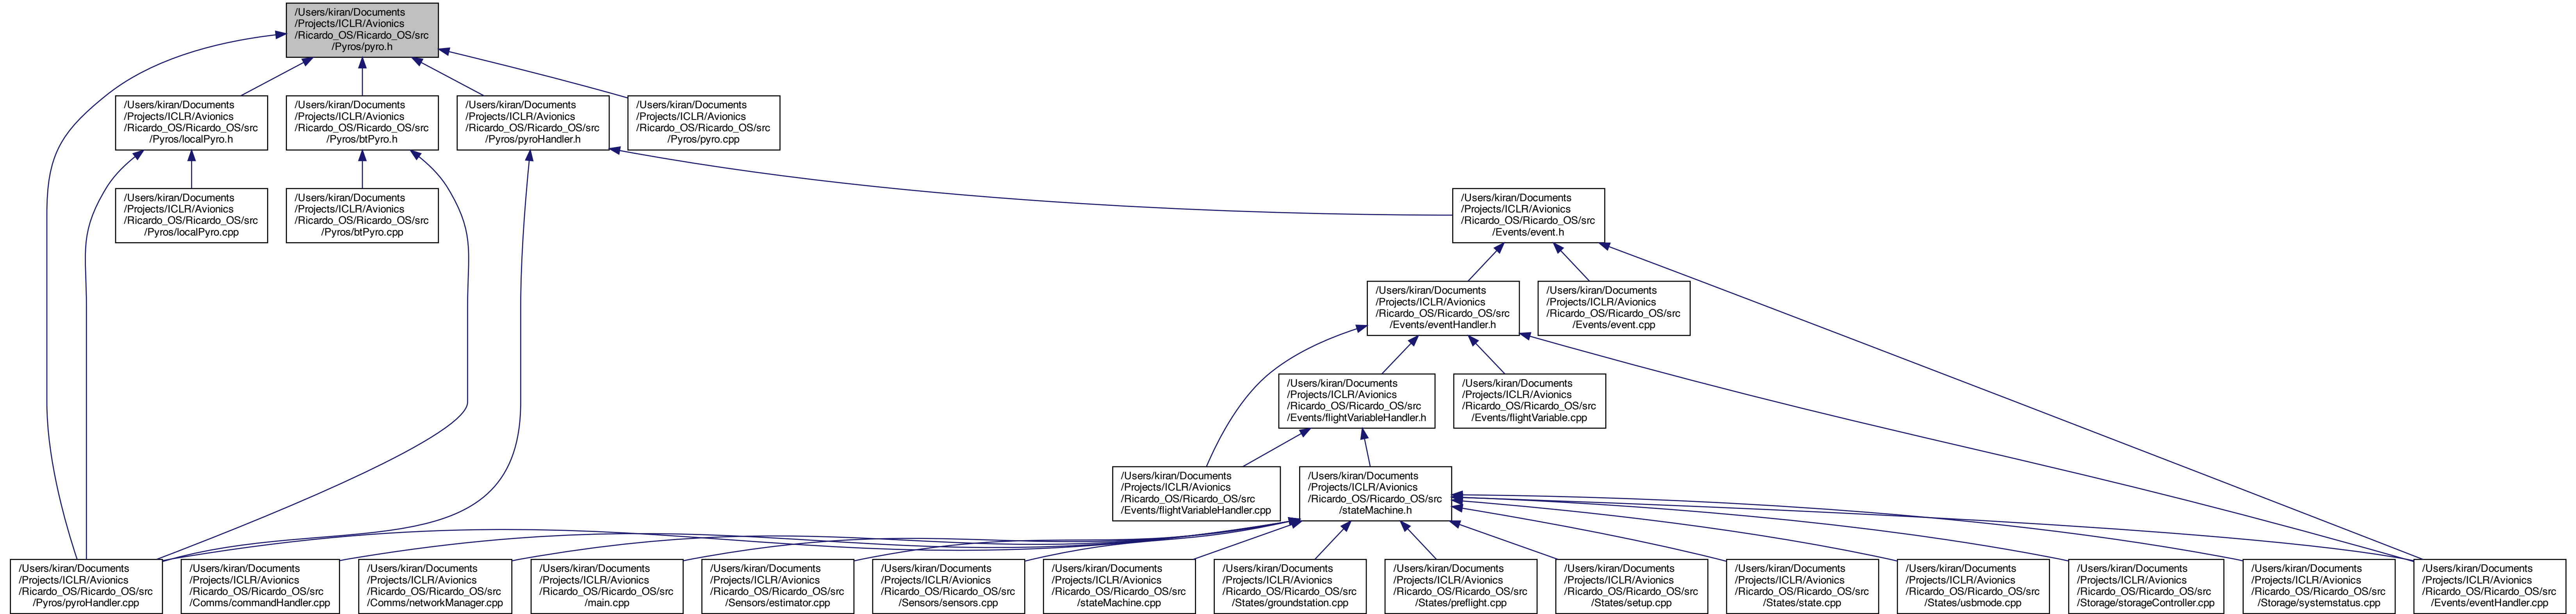 /Users/kiran/Documents
/Projects/ICLR/Avionics
/Ricardo_OS/Ricardo_OS/src
/Pyros/pyro.h
/Users/kiran/Documents
/Projects/ICLR/Avionics
/Ricardo_OS/Ricardo_OS/src
/Pyros/localPyro.h
/Users/kiran/Documents
/Projects/ICLR/Avionics
/Ricardo_OS/Ricardo_OS/src
/Pyros/btPyro.h
/Users/kiran/Documents
/Projects/ICLR/Avionics
/Ricardo_OS/Ricardo_OS/src
/Pyros/pyroHandler.h
/Users/kiran/Documents
/Projects/ICLR/Avionics
/Ricardo_OS/Ricardo_OS/src
/Pyros/pyro.cpp
/Users/kiran/Documents
/Projects/ICLR/Avionics
/Ricardo_OS/Ricardo_OS/src
/Pyros/localPyro.cpp
/Users/kiran/Documents
/Projects/ICLR/Avionics
/Ricardo_OS/Ricardo_OS/src
/Pyros/btPyro.cpp
/Users/kiran/Documents
/Projects/ICLR/Avionics
/Ricardo_OS/Ricardo_OS/src
/Events/event.h
/Users/kiran/Documents
/Projects/ICLR/Avionics
/Ricardo_OS/Ricardo_OS/src
/Events/eventHandler.h
/Users/kiran/Documents
/Projects/ICLR/Avionics
/Ricardo_OS/Ricardo_OS/src
/Events/event.cpp
/Users/kiran/Documents
/Projects/ICLR/Avionics
/Ricardo_OS/Ricardo_OS/src
/Events/flightVariableHandler.h
/Users/kiran/Documents
/Projects/ICLR/Avionics
/Ricardo_OS/Ricardo_OS/src
/Events/flightVariable.cpp
/Users/kiran/Documents
/Projects/ICLR/Avionics
/Ricardo_OS/Ricardo_OS/src
/Events/flightVariableHandler.cpp
/Users/kiran/Documents
/Projects/ICLR/Avionics
/Ricardo_OS/Ricardo_OS/src
/stateMachine.h
/Users/kiran/Documents
/Projects/ICLR/Avionics
/Ricardo_OS/Ricardo_OS/src
/Pyros/pyroHandler.cpp
/Users/kiran/Documents
/Projects/ICLR/Avionics
/Ricardo_OS/Ricardo_OS/src
/Comms/commandHandler.cpp
/Users/kiran/Documents
/Projects/ICLR/Avionics
/Ricardo_OS/Ricardo_OS/src
/Comms/networkManager.cpp
/Users/kiran/Documents
/Projects/ICLR/Avionics
/Ricardo_OS/Ricardo_OS/src
/main.cpp
/Users/kiran/Documents
/Projects/ICLR/Avionics
/Ricardo_OS/Ricardo_OS/src
/Sensors/estimator.cpp
/Users/kiran/Documents
/Projects/ICLR/Avionics
/Ricardo_OS/Ricardo_OS/src
/Sensors/sensors.cpp
/Users/kiran/Documents
/Projects/ICLR/Avionics
/Ricardo_OS/Ricardo_OS/src
/stateMachine.cpp
/Users/kiran/Documents
/Projects/ICLR/Avionics
/Ricardo_OS/Ricardo_OS/src
/States/groundstation.cpp
/Users/kiran/Documents
/Projects/ICLR/Avionics
/Ricardo_OS/Ricardo_OS/src
/States/preflight.cpp
/Users/kiran/Documents
/Projects/ICLR/Avionics
/Ricardo_OS/Ricardo_OS/src
/States/setup.cpp
/Users/kiran/Documents
/Projects/ICLR/Avionics
/Ricardo_OS/Ricardo_OS/src
/States/state.cpp
/Users/kiran/Documents
/Projects/ICLR/Avionics
/Ricardo_OS/Ricardo_OS/src
/States/usbmode.cpp
/Users/kiran/Documents
/Projects/ICLR/Avionics
/Ricardo_OS/Ricardo_OS/src
/Storage/storageController.cpp
/Users/kiran/Documents
/Projects/ICLR/Avionics
/Ricardo_OS/Ricardo_OS/src
/Storage/systemstatus.cpp
/Users/kiran/Documents
/Projects/ICLR/Avionics
/Ricardo_OS/Ricardo_OS/src
/Events/eventHandler.cpp